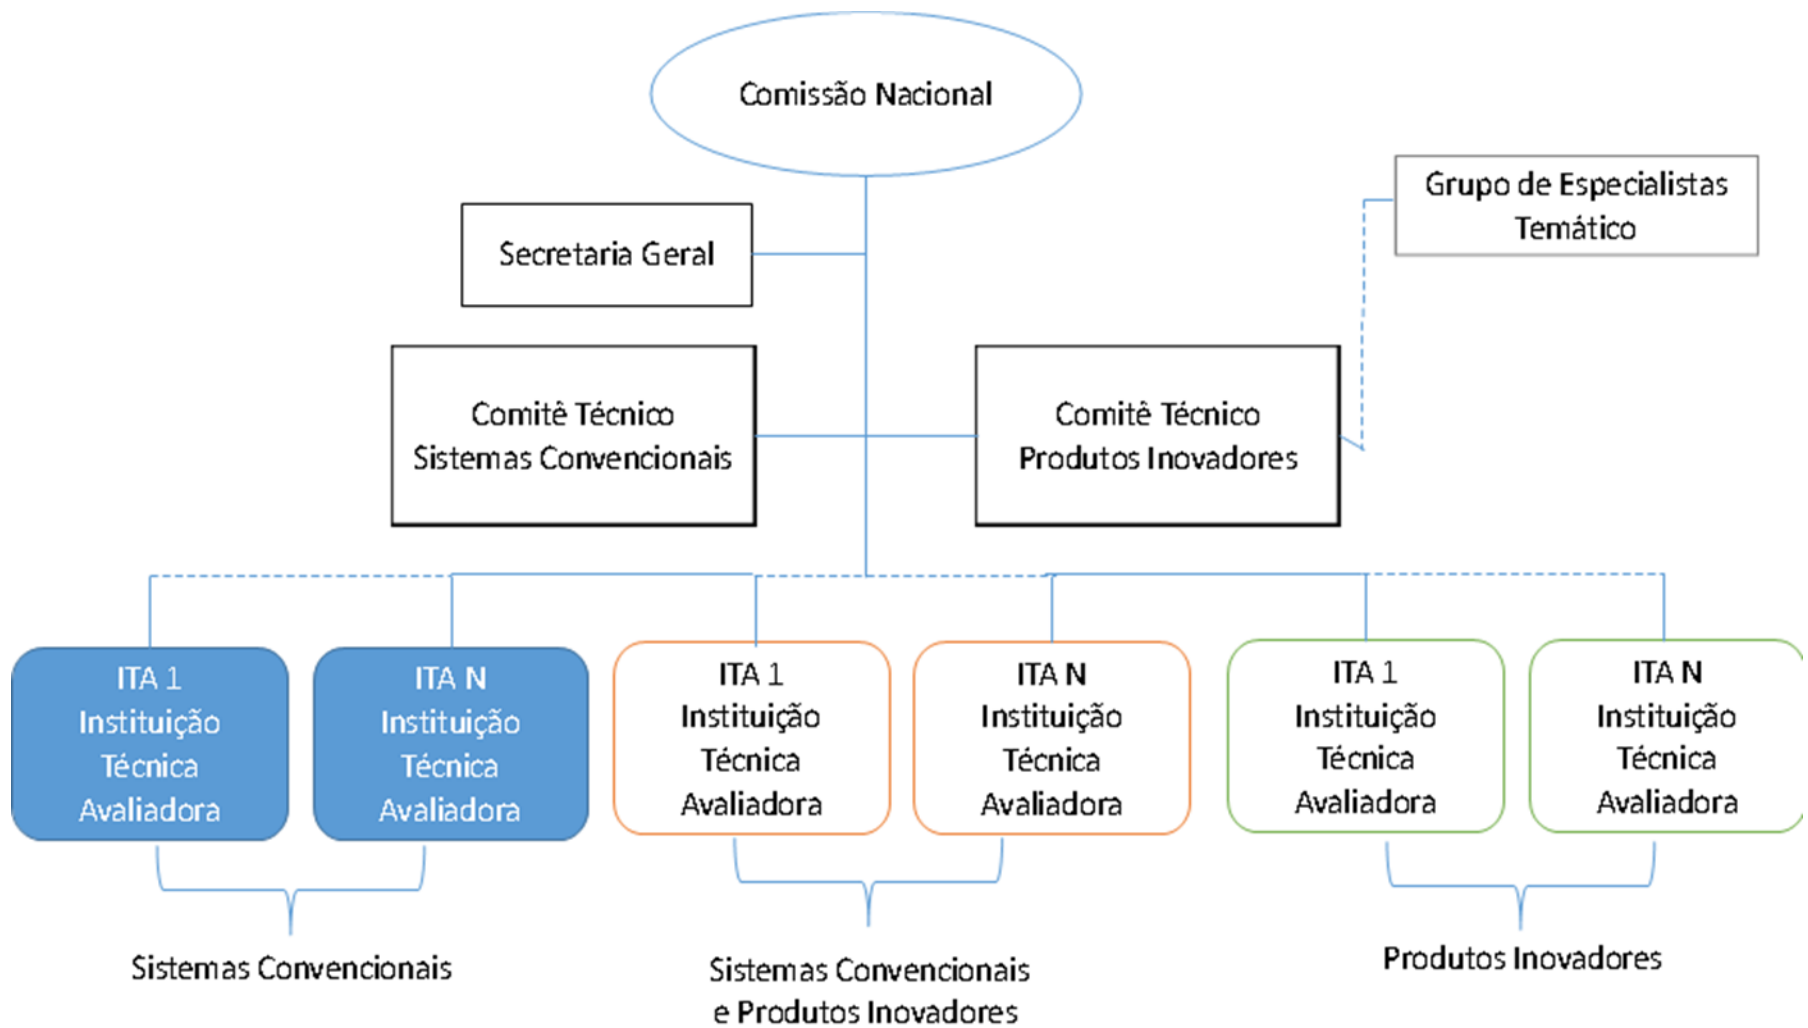 Comissão Nacional
Grupo de Especialistas
Temático
Secretaria Geral
Comitê Técnico
Sistemas Convencionais
Comitê Técnico
Produtos Inovadores
ITA 1
Instituição
Técnica
Avaliadora
ITA N
Instituição
Técnica
Avaliadora
ITA 1
Instituição
Técnica
Avaliadora
ITA N
Instituição
Técnica
Avaliadora
ITA 1
Instituição
Técnica
Avaliadora
ITA N
Instituição
Técnica
Avaliadora
Sistemas Convencionais
Sistemas Convencionais
e Produtos Inovadores
Produtos Inovadores